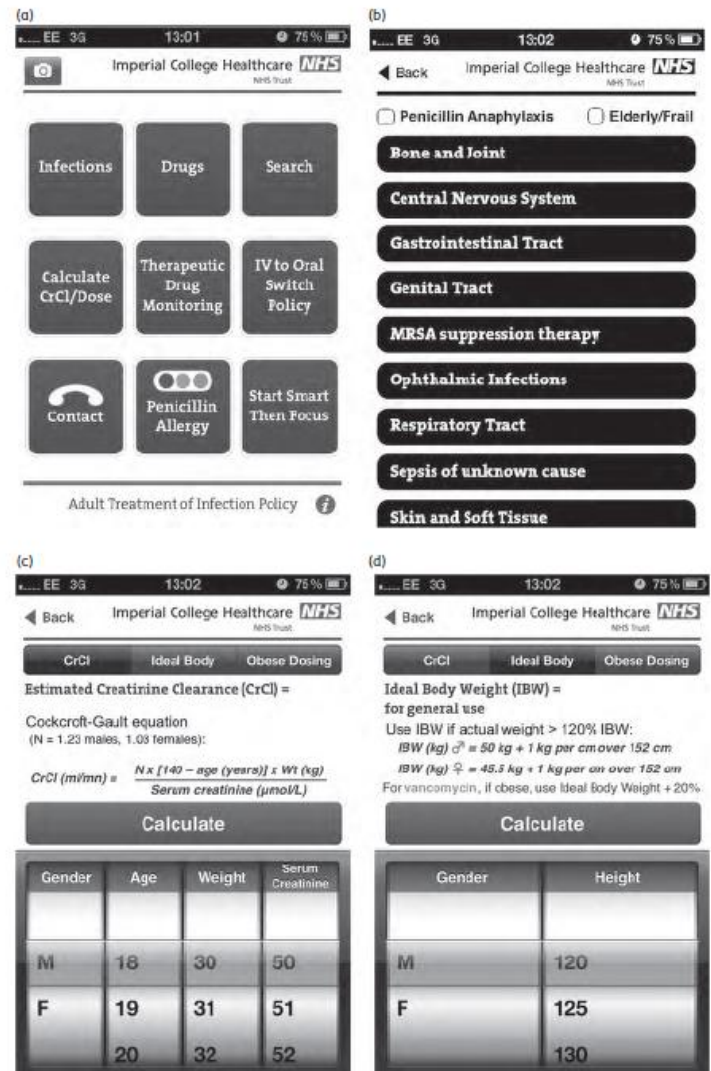 (a)
EE 3G 13:01 75%
Imperial College Healthcare NHS
NHS Trust
Infections
Drugs
Search
Calculate
CrCl/Dose
Therapeutic
Drug
Monitoring
IV to Oral
Switch
Policy
Contact
Penicillin
Allergy
Start Smart
Then Focus
Adult Treatment of Infection Policy i
(b)
EE 3G 13:02 75%
Back Imperial College Healthcare NHS
NHS Trust
Penicillin Anaphylaxis Elderly/Frail
Bone and Joint
Central Nervous System
Gastrointestinal Tract
Genital Tract
MRSA suppression therapy
Ophthalmic Infections
Respiratory Tract
Sepsis of unknown cause
Skin and Soft Tissue
(c)
EE 3G 13:02 75%
Back Imperial College Healthcare NHS
NHS Trust
CrCl Ideal Body Obese Dosing
Estimated Creatinine Clearance (CrCl) =
Cockcroft-Gault equation
(N = 1.23 males, 1.03 females):
CrCl (ml/mn) = N x [140 – age (years)] x Wt (kg)
Serum creatinine (µmol/L)
Calculate
Gender Age Weight Serum
Creatinine
M 18 30 50
F 19 31 51
20 32 52
(d)
EE 3G 13:02 75%
Back Imperial College Healthcare NHS
NHS Trust
CrCl Ideal Body Obese Dosing
Ideal Body Weight (IBW) =
for general use
Use IBW if actual weight > 120% IBW:
IBW (kg) ♂ = 50 kg + 1 kg per cm over 152 cm
IBW (kg) ♀ = 45.5 kg + 1 kg per cm over 152 cm
For vancomycin, if obese, use Ideal Body Weight + 20%
Calculate
Gender Height
M 120
F 125
130